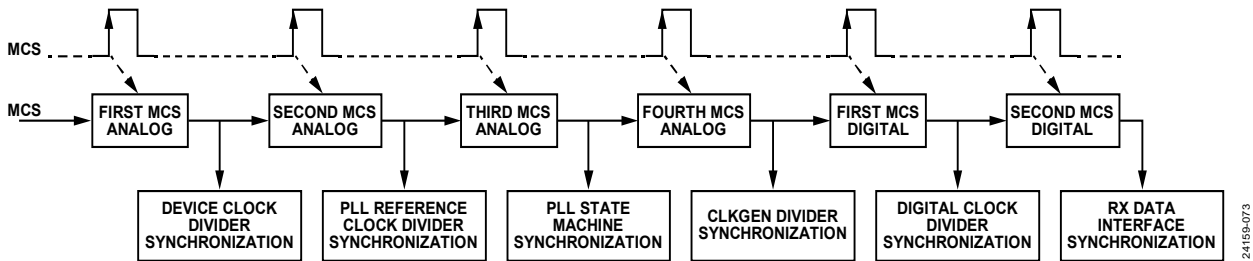 MCS
MCS
FIRST MCS
ANALOG
SECOND MCS
ANALOG
THIRD MCS
ANALOG
FOURTH MCS
ANALOG
FIRST MCS
DIGITAL
SECOND MCS
DIGITAL
DEVICE CLOCK
DIVIDER
SYNCHRONIZATION
PLL REFERENCE
CLOCK DIVIDER
SYNCHRONIZATION
PLL STATE
MACHINE
SYNCHRONIZATION
CLKGEN DIVIDER
SYNCHRONIZATION
DIGITAL CLOCK
DIVIDER
SYNCHRONIZATION
RX DATA
INTERFACE
SYNCHRONIZATION
24159-073